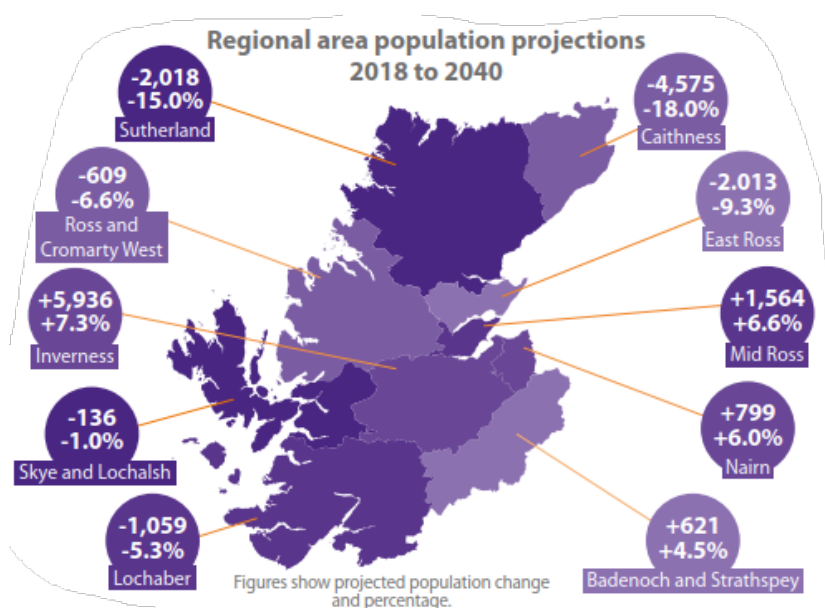 Regional area population projections
2018 to 2040
-2,018
-15.0%
Sutherland
-4,575
-18.0%
Caithness
-609
-6.6%
Ross and
Cromarty West
-2.013
-9.3%
East Ross
+5,936
+7.3%
Inverness
+1,564
+6.6%
Mid Ross
-136
-1.0%
Skye and Lochalsh
+799
+6.0%
Nairn
-1,059
-5.3%
Lochaber
+621
+4.5%
Badenoch and Strathspey
Figures show projected population change
and percentage.